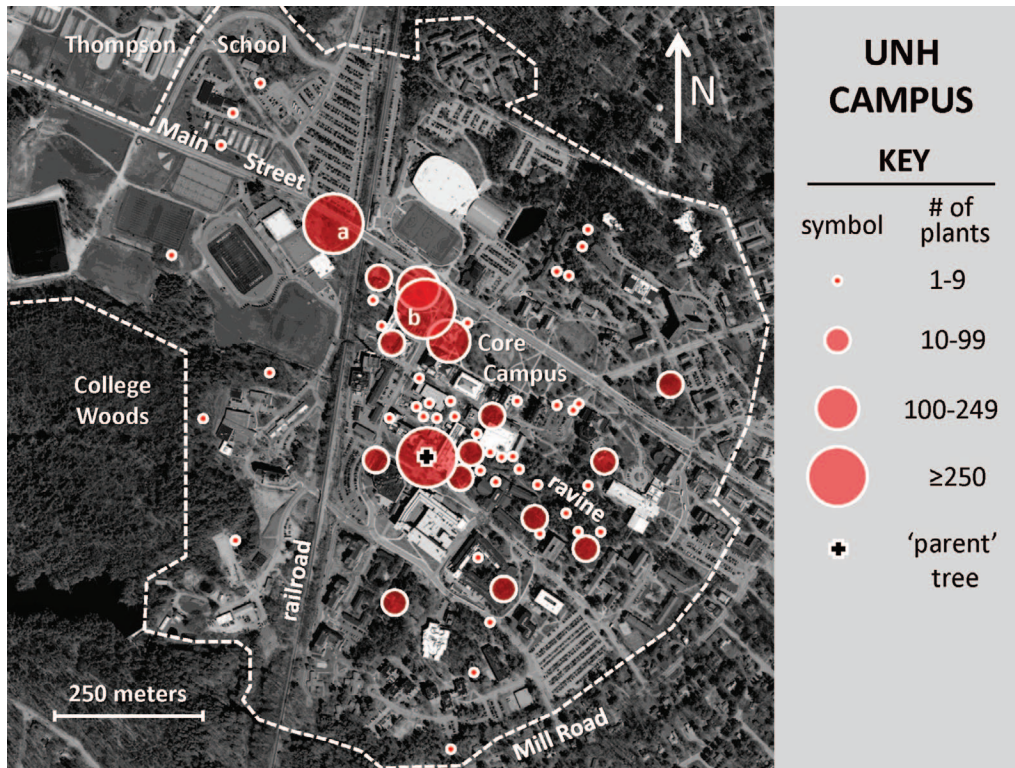 Thompson
School
Main Street
N
a
b
Core
Campus
College
Woods
ravine
railroad
250 meters
Mill Road
UNH
CAMPUS
KEY
symbol
# of
plants
1-9
10-99
100-249
≥250
‘parent’
tree